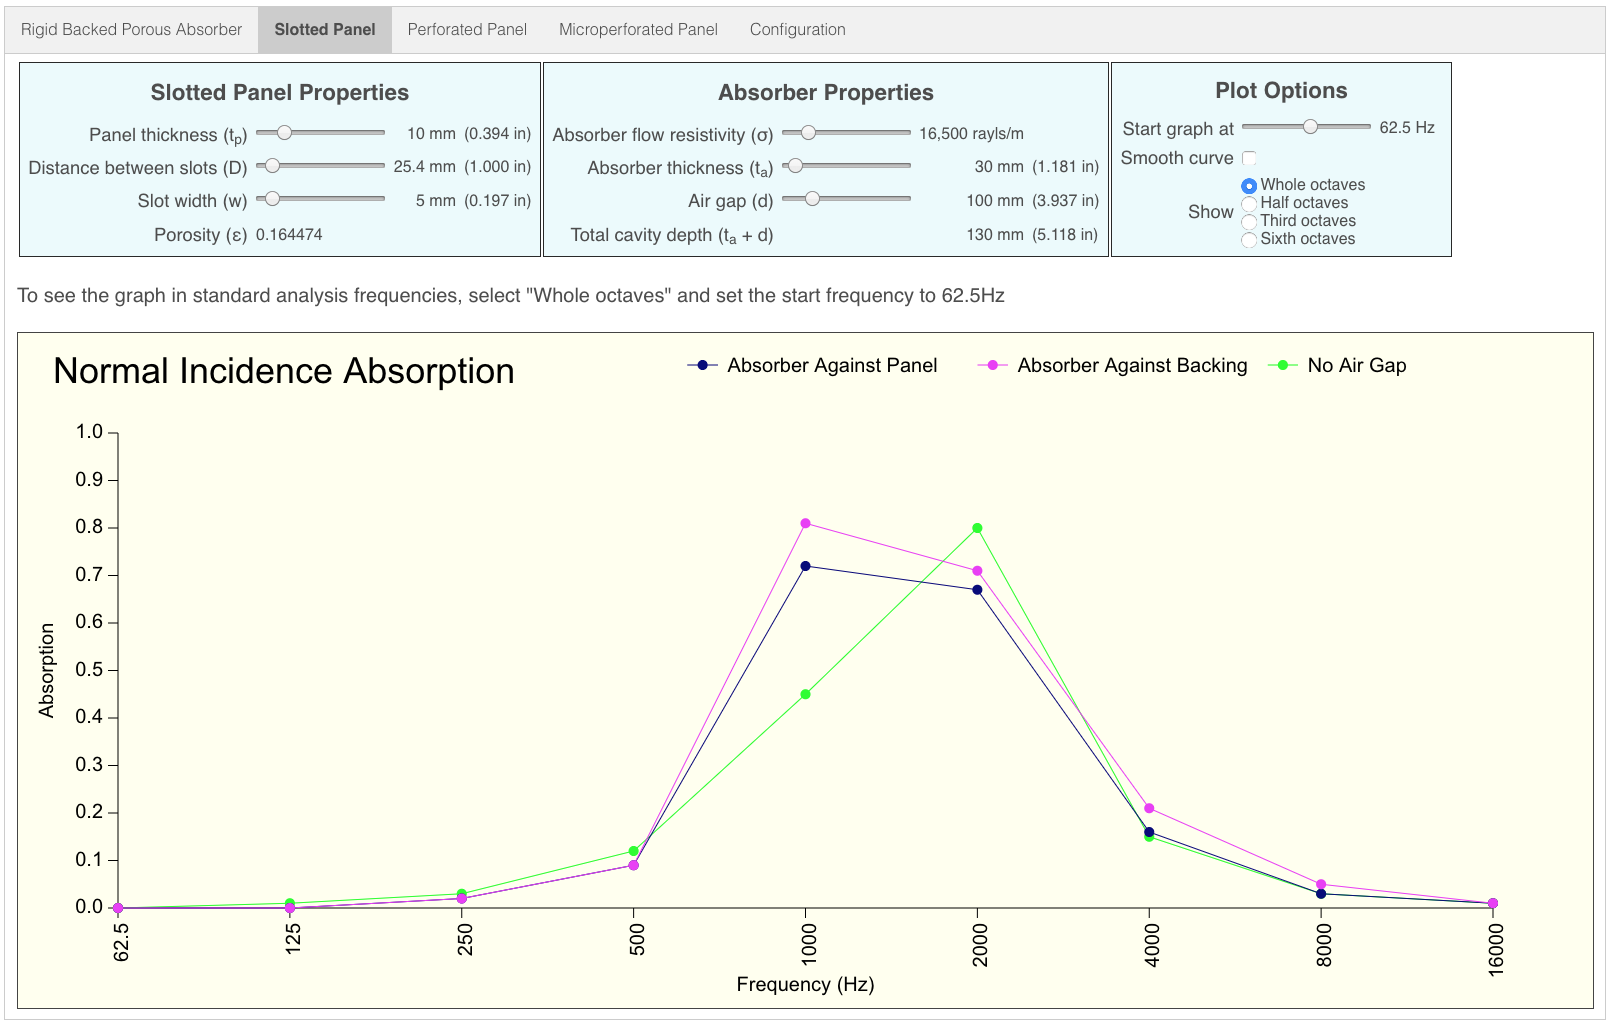 Rigid Backed Porous Absorber Slotted Panel Perforated Panel Microperforated Panel Configuration
Slotted Panel Properties
Panel thickness (tp) 10 mm (0.394 in)
Distance between slots (D) 25.4 mm (1.000 in)
Slot width (w) 5 mm (0.197 in)
Porosity (ε) 0.164474
Absorber Properties
Absorber flow resistivity (σ) 16,500 rayls/m
Absorber thickness (ta) 30 mm (1.181 in)
Air gap (d) 100 mm (3.937 in)
Total cavity depth (ta + d) 130 mm (5.118 in)
Plot Options
Start graph at 62.5 Hz
Smooth curve
Show
Whole octaves
Half octaves
Third octaves
Sixth octaves
To see the graph in standard analysis frequencies, select "Whole octaves" and set the start frequency to 62.5Hz
Normal Incidence Absorption
Absorber Against Panel Absorber Against Backing No Air Gap
1.0
0.9
0.8
0.7
0.6
0.5
0.4
0.3
0.2
0.1
0.0
Absorption
62.5 125 250 500 1000 2000 4000 8000 16000
Frequency (Hz)